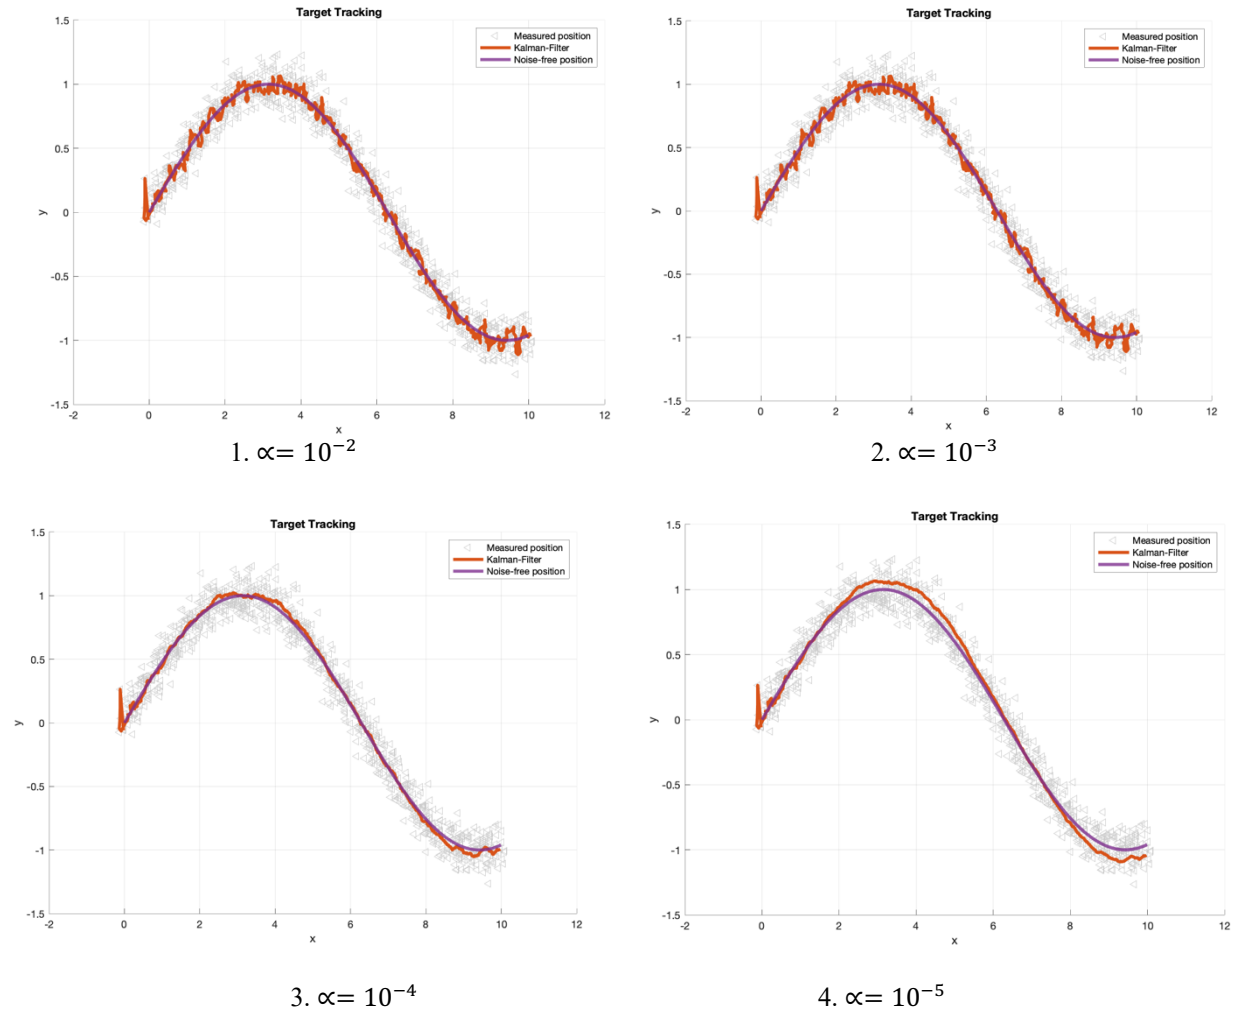 Target Tracking
Measured position
Kalman-Filter
Noise-free position
1.5
1
0.5
0
-0.5
-1
-1.5
y
-2
0
2
4
6
8
10
12
x
1. ∝= 10⁻²
Target Tracking
Measured position
Kalman-Filter
Noise-free position
1.5
1
0.5
0
-0.5
-1
-1.5
y
-2
0
2
4
6
8
10
12
x
2. ∝= 10⁻³
Target Tracking
Measured position
Kalman-Filter
Noise-free position
1.5
1
0.5
0
-0.5
-1
-1.5
y
-2
0
2
4
6
8
10
12
x
3. ∝= 10⁻⁴
Target Tracking
Measured position
Kalman-Filter
Noise-free position
1.5
1
0.5
0
-0.5
-1
-1.5
y
-2
0
2
4
6
8
10
12
x
4. ∝= 10⁻⁵